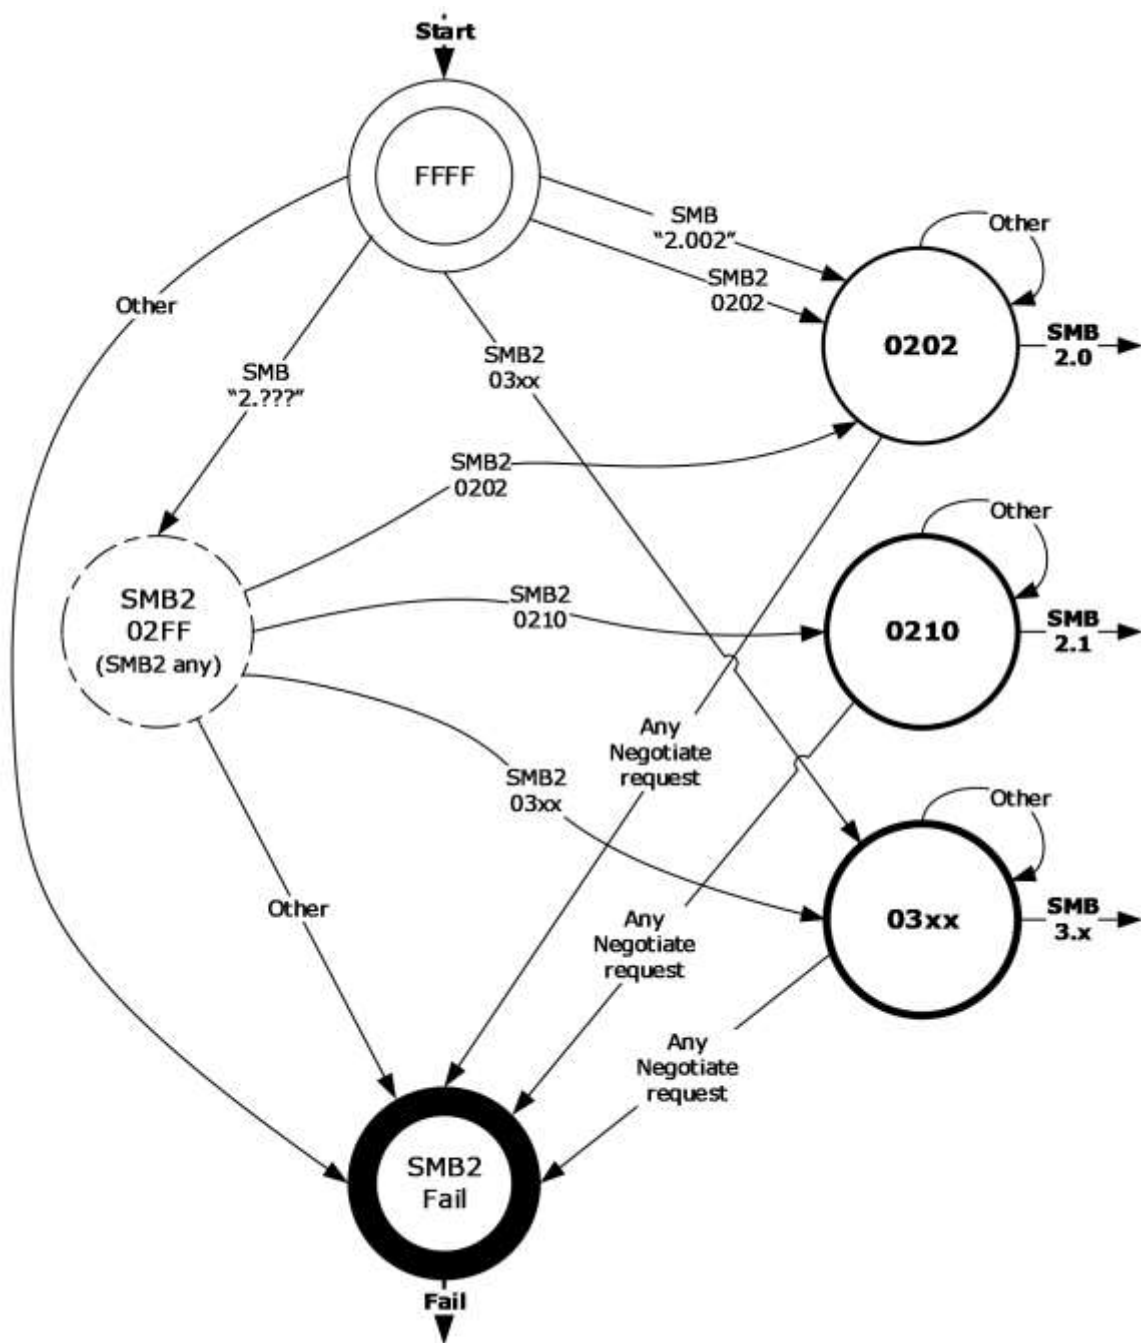 Start
FFFF
SMB
“2.002”
SMB2
0202
Other
Other
0202
SMB
2.0
SMB2
03xx
SMB
“2.???”
SMB2
0202
Other
SMB2
02FF
(SMB2 any)
SMB2
0210
0210
SMB
2.1
Any
Negotiate
request
SMB2
03xx
Other
Other
03xx
SMB
3.x
Any
Negotiate
request
Any
Negotiate
request
SMB2
Fail
Fail